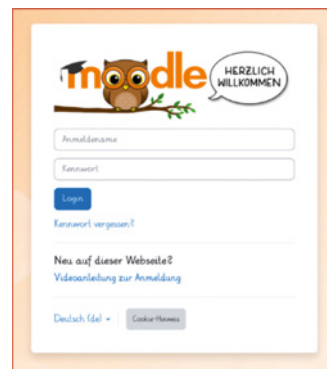 moodle
HERZLICH
WILLKOMMEN
Anmeldename
Kennwort
Login
Kennwort vergessen?
Neu auf dieser Webseite?
Videoanleitung zur Anmeldung
Deutsch (de)
Cookie-Hinweis